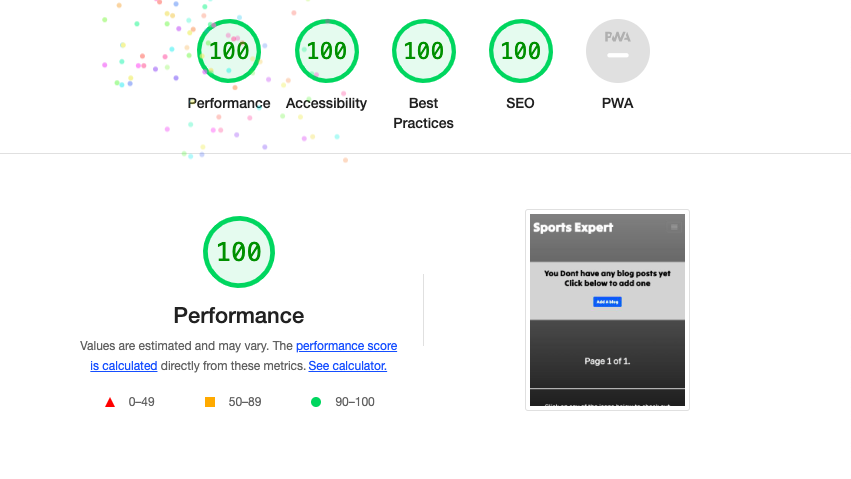 100
100
100
100
PWA
Performance
Accessibility
Best
Practices
SEO
PWA
100
Performance
Values are estimated and may vary. The performance score
is calculated directly from these metrics. See calculator.
0–49
50–89
90–100
Sports Expert
You Dont have any blog posts yet
Click below to add one
Add A Blog
Page 1 of 1.